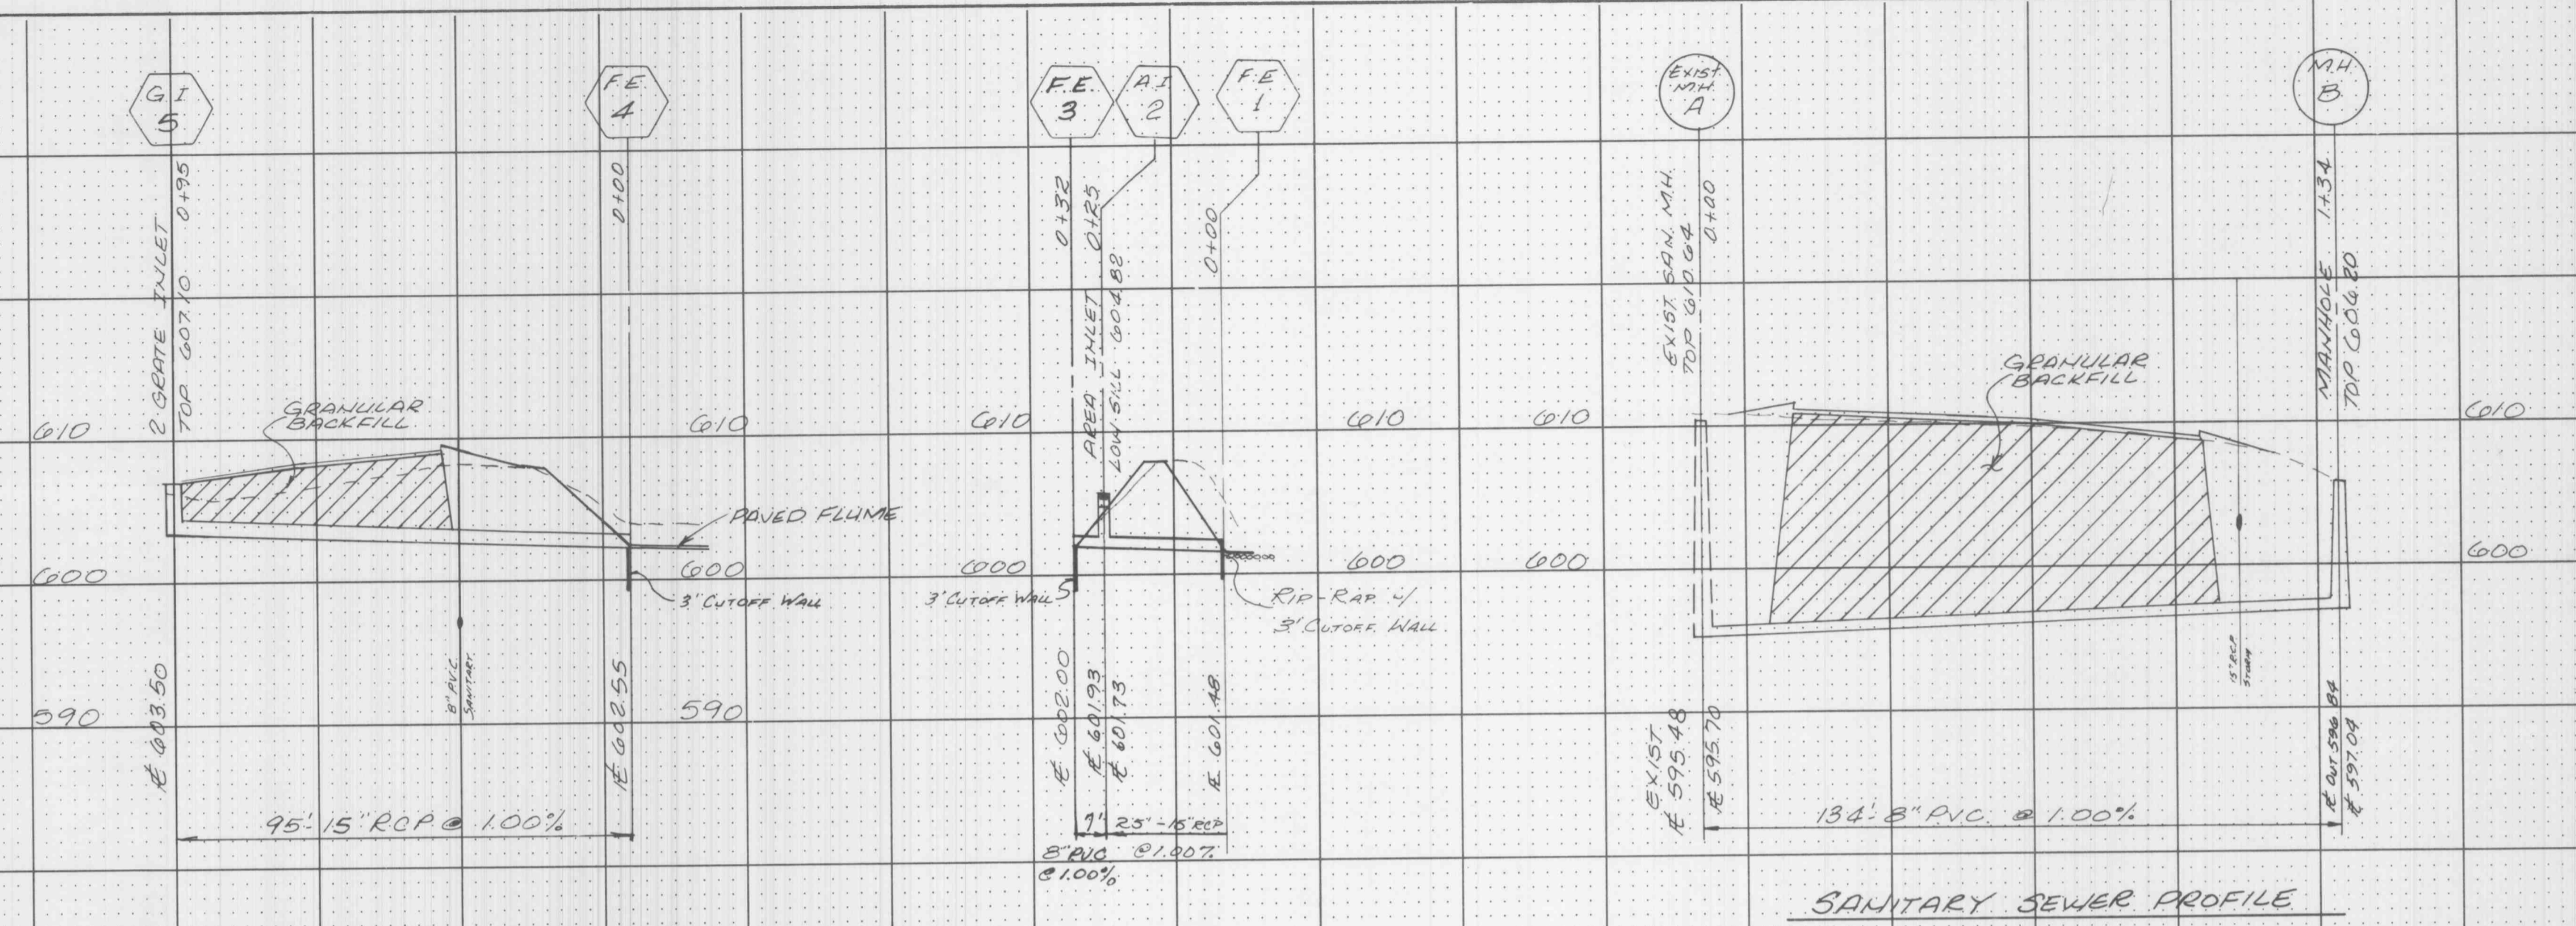 G.I
5
F.E
4
F.E.
3
A.I
2
F.E
1
EXIST.
M.H.
A
M.H.
B
2 GRATE INLET 0+95
TOP 607.10
0+00
0+32
AREA INLET 0+25
LOW SILL 604.82
0+00
EXIST. SAN. M.H.
TOP 610.64
0+00
MANHOLE 1+34
TOP 606.20
GRANULAR
BACKFILL
GRANULAR
BACKFILL
610
610
610
610
610
610
PAVED FLUME
600
600
600
600
600
600
3' CUTOFF WALL
3' CUTOFF WALL
RIP-RAP W/
3' CUTOFF WALL
590
590
8" P.V.C.
SANITARY
15" RCP
STORM
603.50
602.55
602.00
601.93
601.73
601.48
EXIST
595.48
595.70
OUT 596.84
597.04
95'-15" RCP @ 1.00%
7'
25'-15" RCP
8" PVC
@ 1.00%
@ 1.00%
134'-8" P.V.C. @ 1.00%
SANITARY SEWER PROFILE